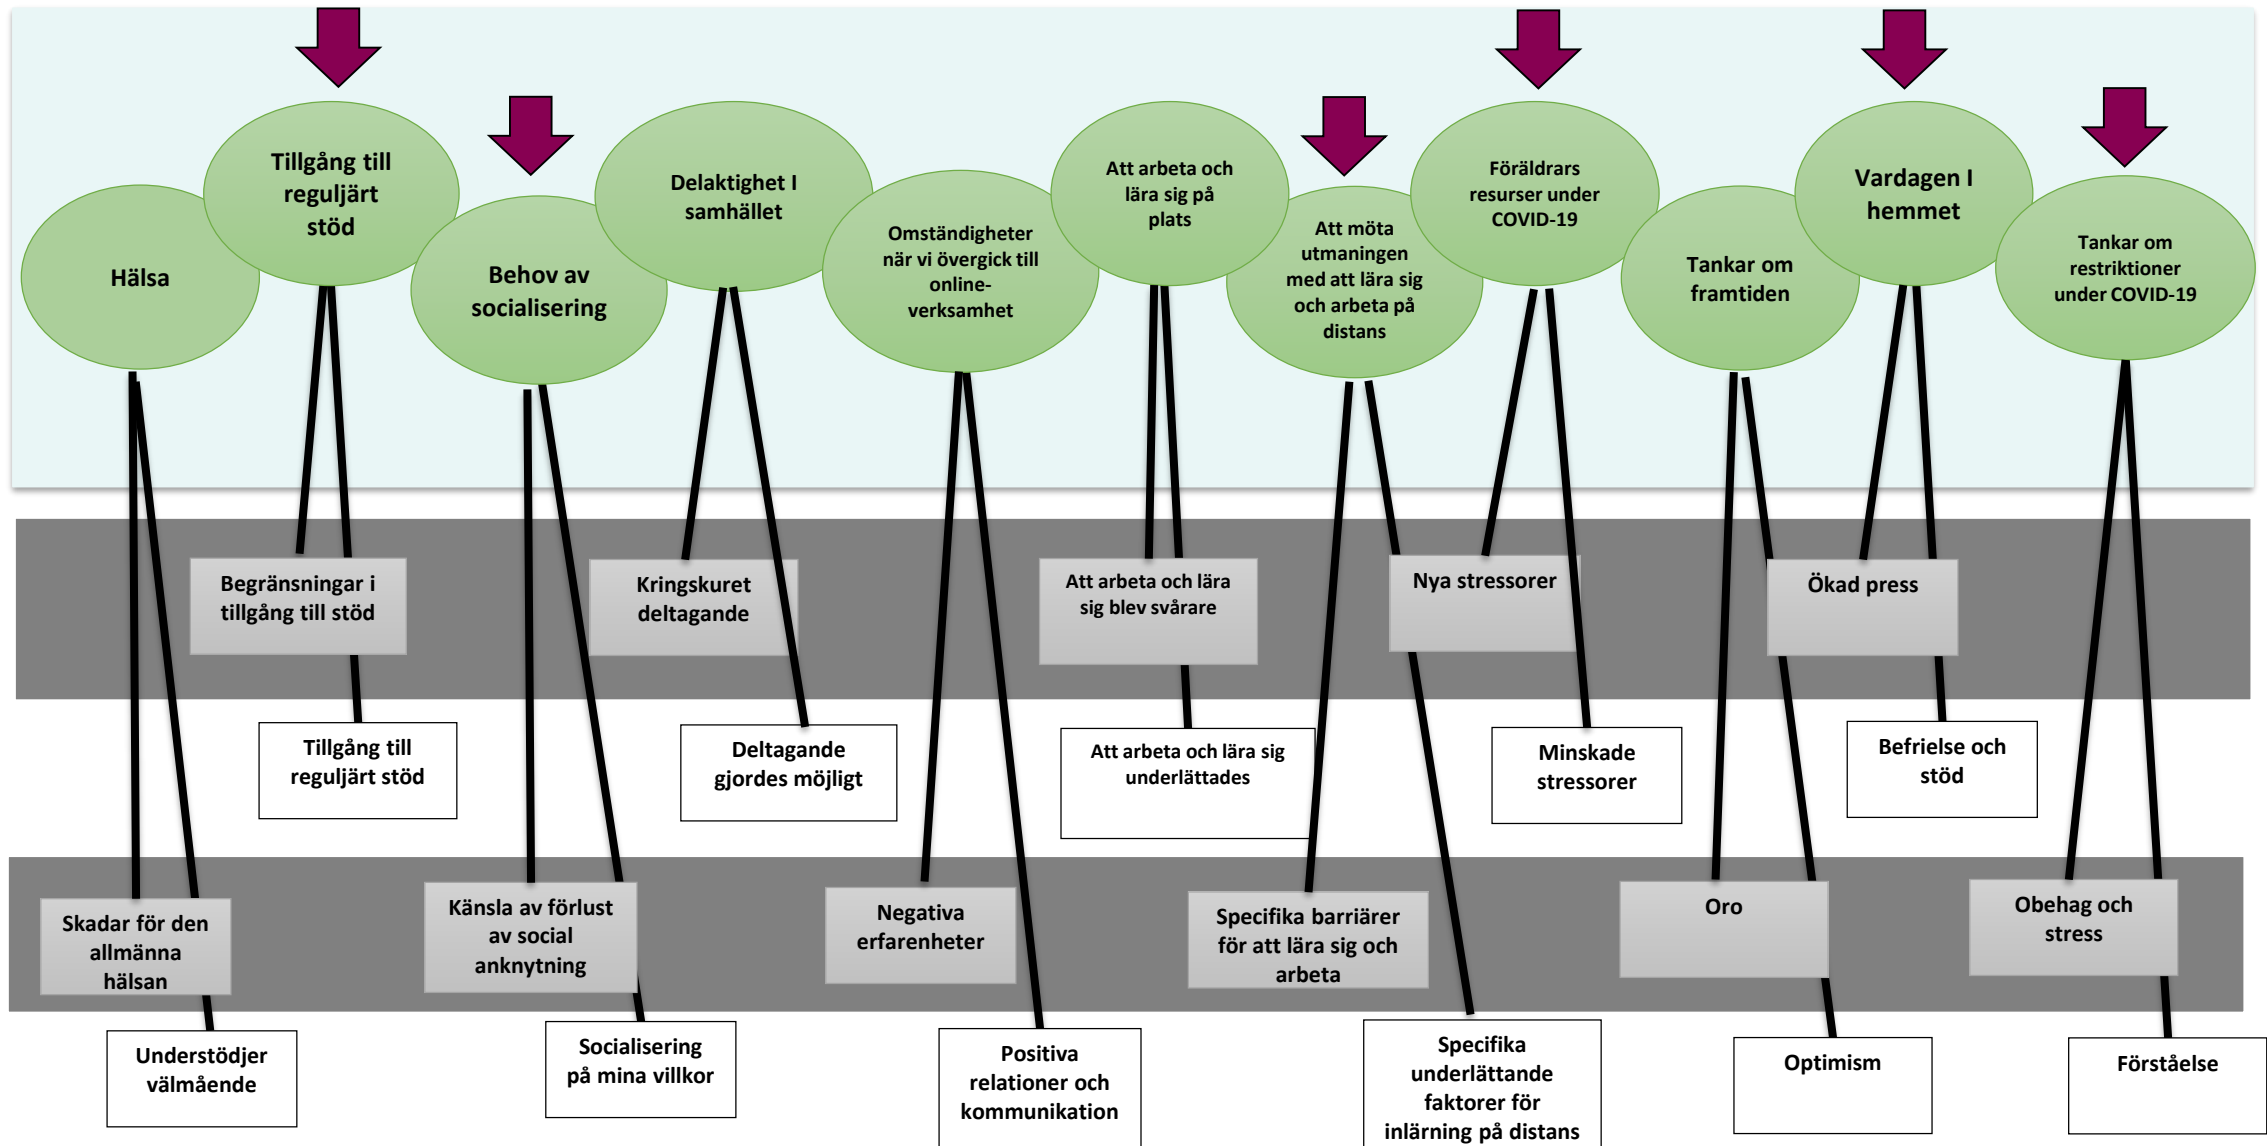 Hälsa
Tillgång till
reguljärt
stöd
Behov av
socialisering
Delaktighet I
samhället
Omständigheter
när vi övergick till
online-
verksamhet
Att arbeta och
lära sig på
plats
Att möta
utmaningen
med att lära sig
och arbeta på
distans
Föräldrars
resurser under
COVID-19
Tankar om
framtiden
Vardagen I
hemmet
Tankar om
restriktioner
under COVID-19
Begränsningar i
tillgång till stöd
Kringskuret
deltagande
Att arbeta och lära
sig blev svårare
Nya stressorer
Ökad press
Tillgång till
reguljärt stöd
Deltagande
gjordes möjligt
Att arbeta och lära sig
underlättades
Minskade
stressorer
Befrielse och
stöd
Skadar för den
allmänna
hälsan
Känsla av förlust
av social
anknytning
Negativa
erfarenheter
Specifika barriärer
för att lära sig och
arbeta
Oro
Obehag och
stress
Understödjer
välmående
Socialisering
på mina villkor
Positiva
relationer och
kommunikation
Specifika
underlättande
faktorer för
inlärning på distans
Optimism
Förståelse